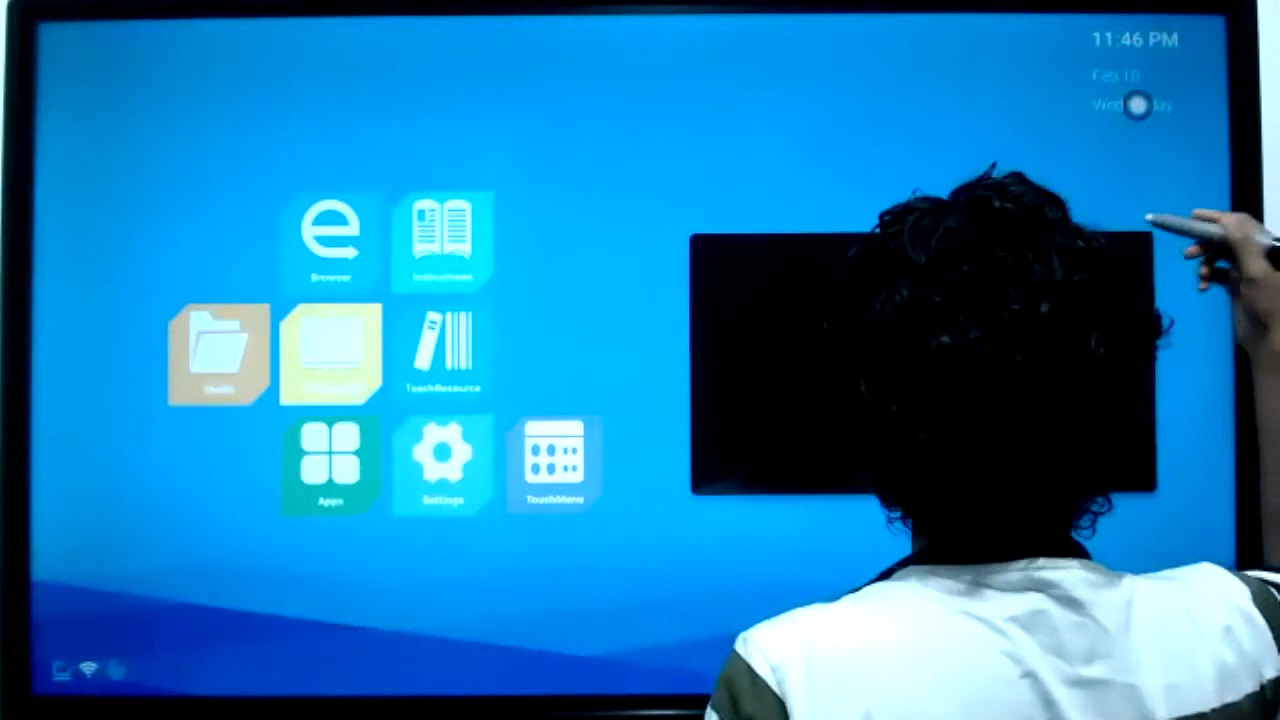 11:46 PM
Feb 10
Browser
Instructions
TeachResource
Apps
Settings
TouchMenu